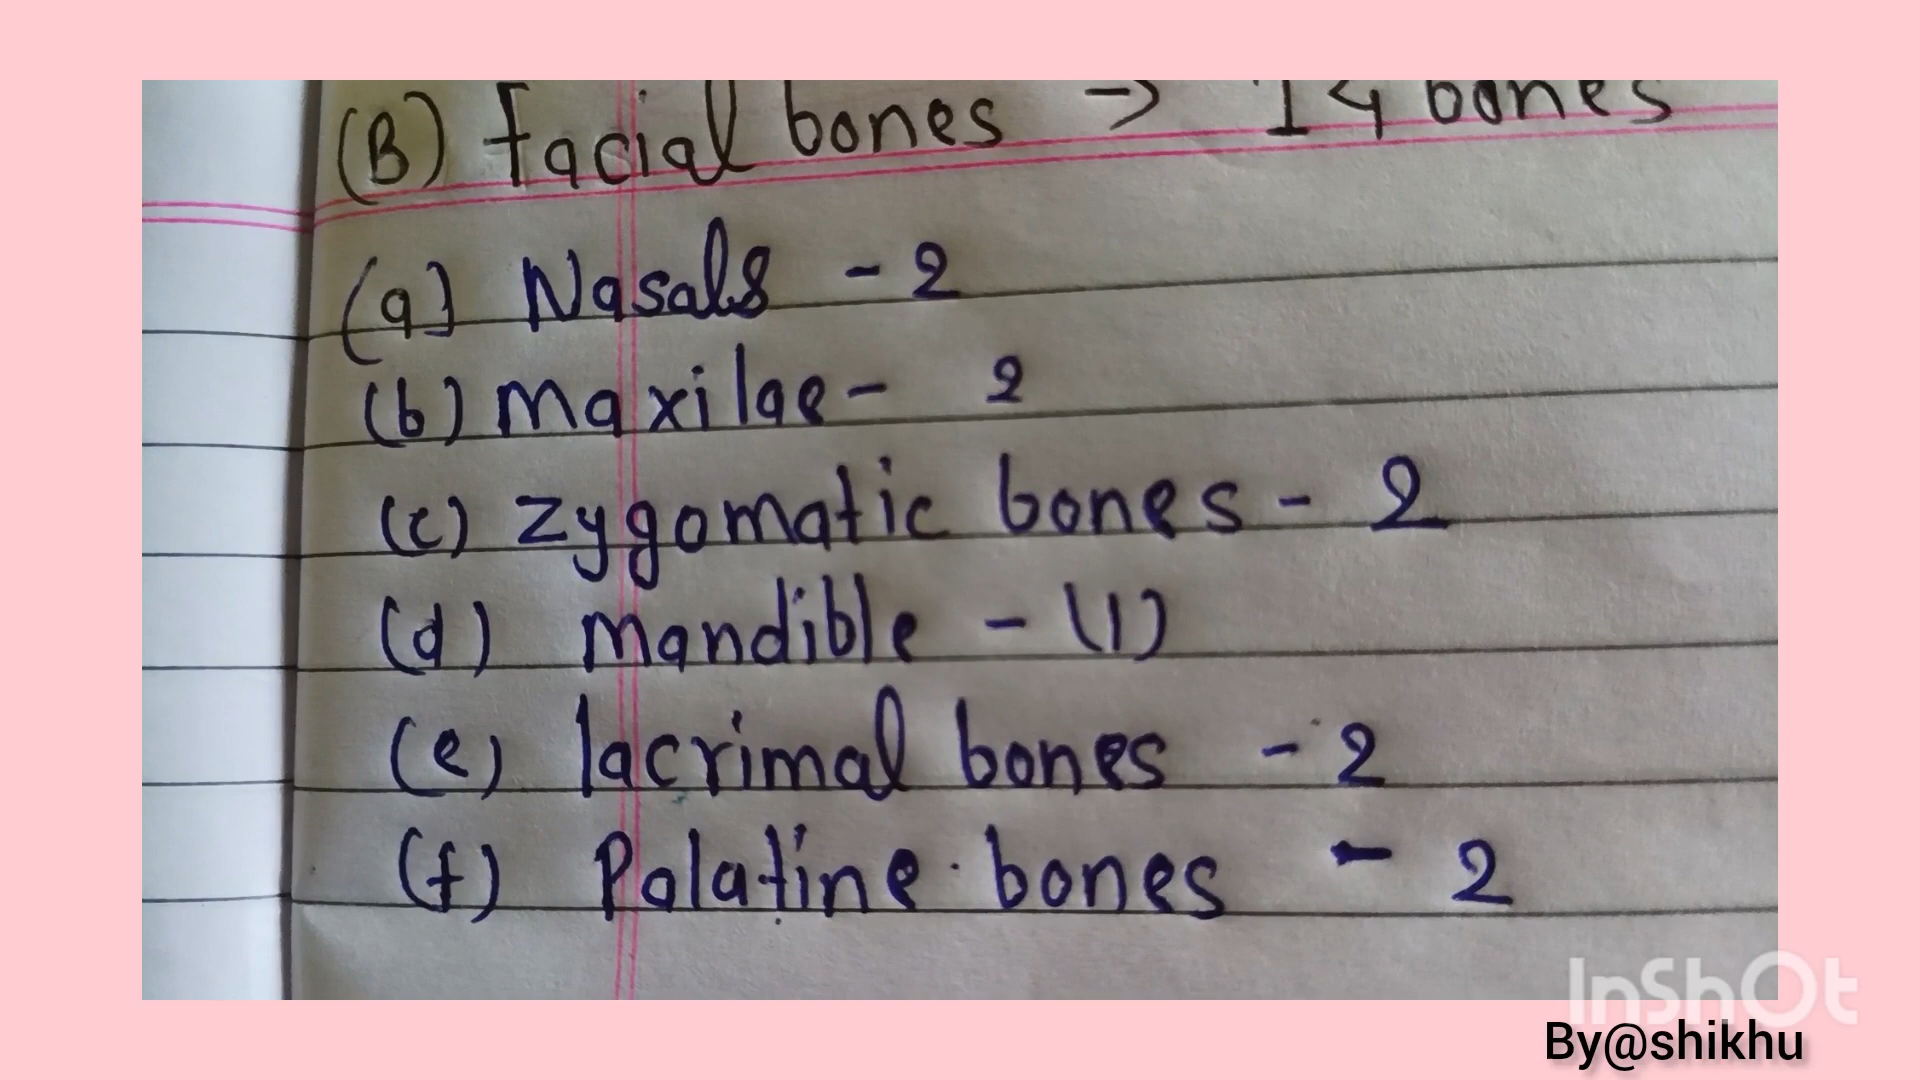 (B) Facial bones → 14 bones
(a) Nasals - 2
(b) Maxilae - 2
(c) Zygomatic bones - 2
(d) Mandible - (1)
(e) lacrimal bones - 2
(f) Palatine bones - 2
InShOt
By@shikhu